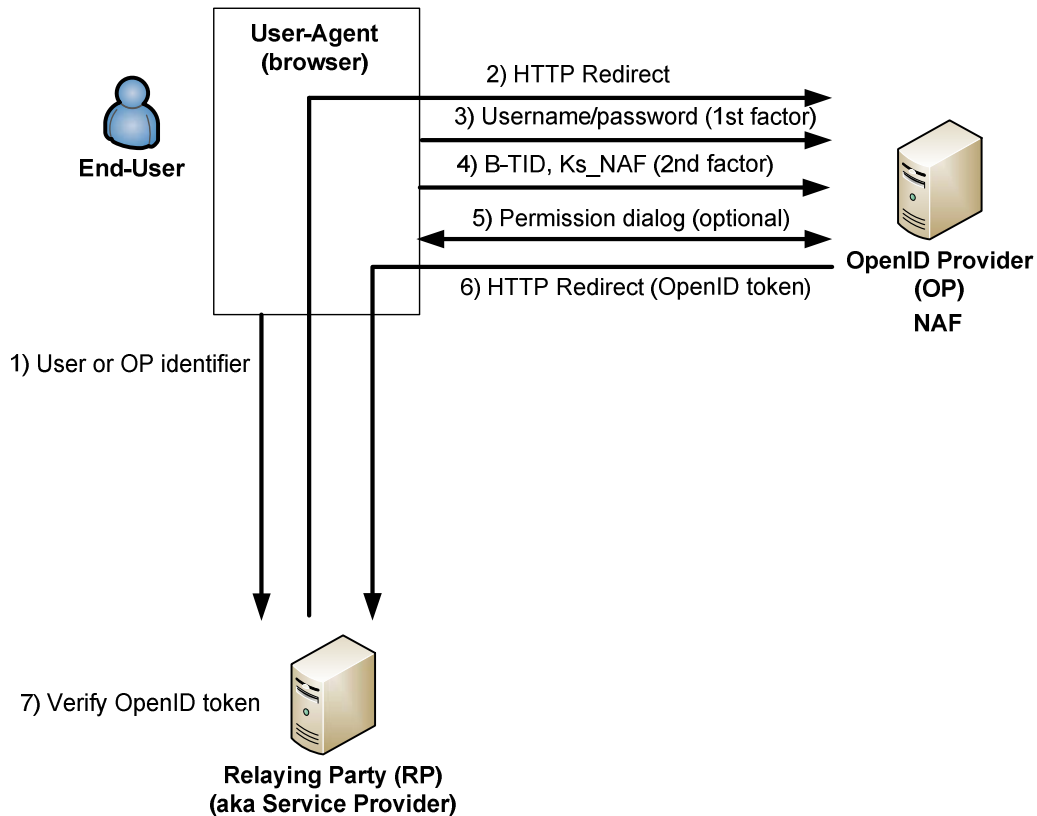 User-Agent
(browser)
2) HTTP Redirect
3) Username/password (1st factor)
End-User
4) B-TID, Ks_NAF (2nd factor)
5) Permission dialog (optional)
OpenID Provider
(OP)
NAF
6) HTTP Redirect (OpenID token)
1) User or OP identifier
7) Verify OpenID token
Relaying Party (RP)
(aka Service Provider)